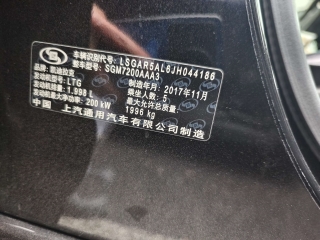 车辆识别代号: LSGAR5AL6JH044186
整车型号: SGM7200AAA3
品牌: 凯迪拉克
制造年月: 2017年11月
发动机型号: LTG
乘坐人数: 5
发动机排量: 1,998 L
最大允许总质量:
发动机最大净功率: 200 kW
1996 kg
中国 上汽通用汽车有限公司制造